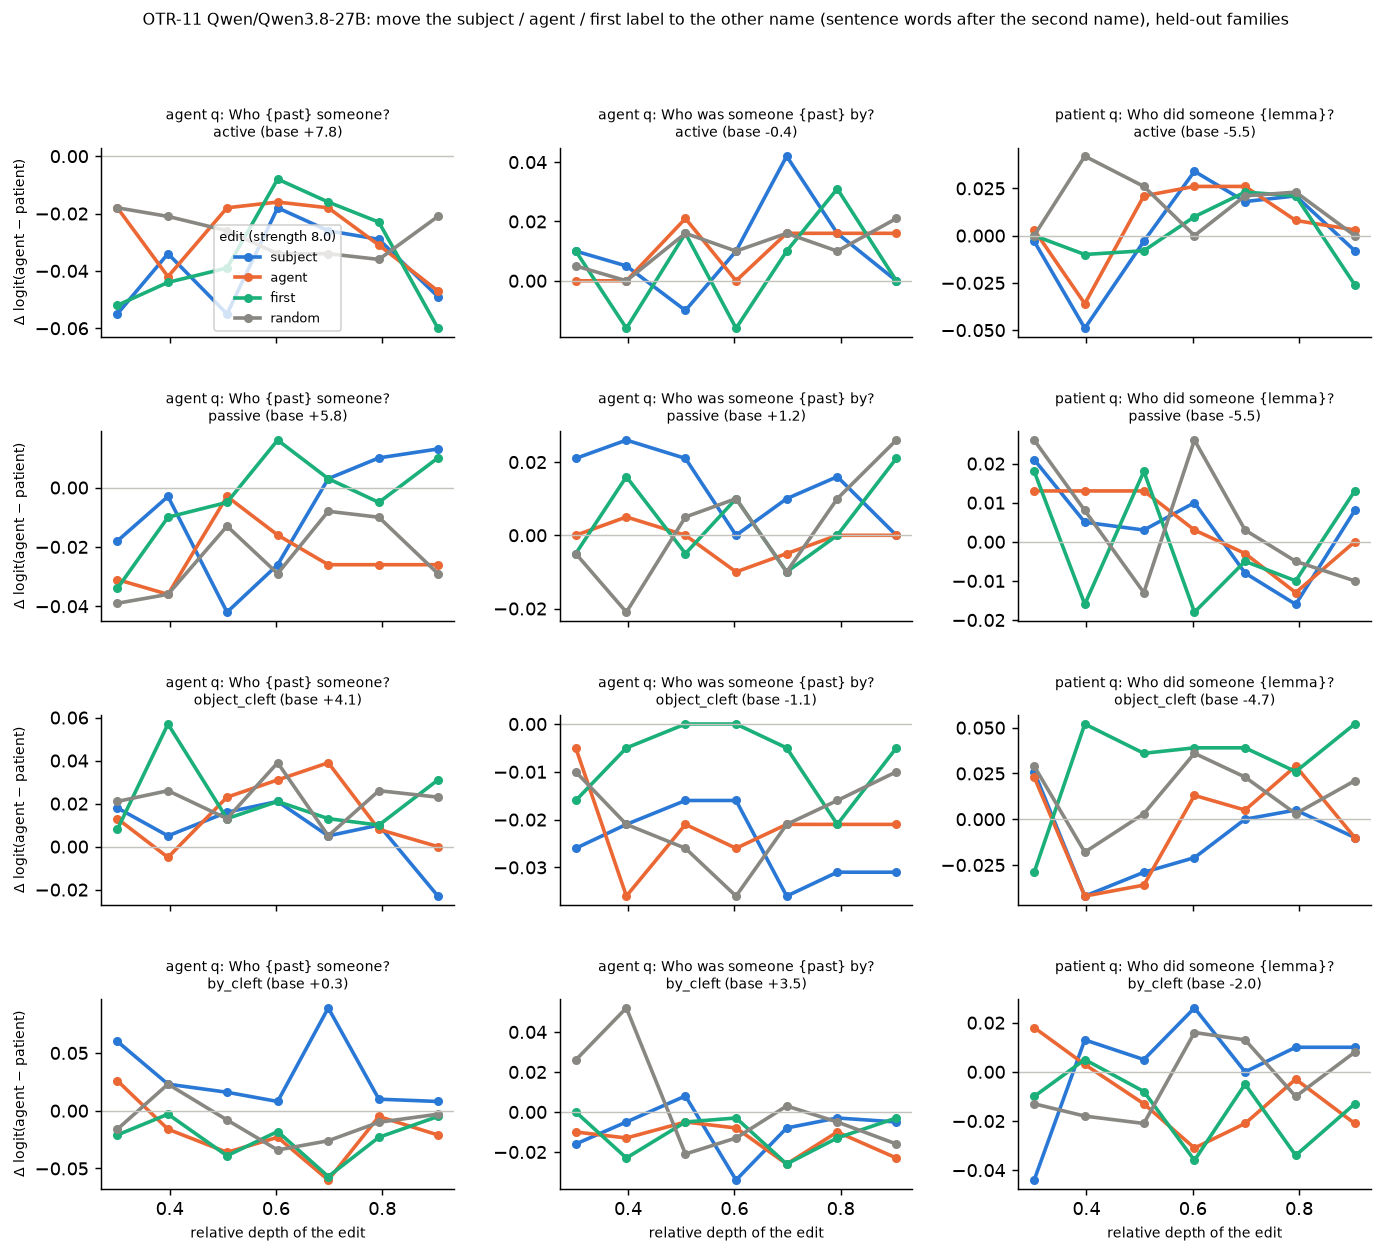 OTR-11 Qwen/Qwen3.8-27B: move the subject / agent / first label to the other name (sentence words after the second name), held-out families
agent q: Who {past} someone?
active (base +7.8)
agent q: Who was someone {past} by?
active (base -0.4)
patient q: Who did someone {lemma}?
active (base -5.5)
Δ logit(agent − patient)
0.00
−0.02
−0.04
−0.06
edit (strength 8.0)
subject
agent
first
random
0.04
0.02
0.00
0.025
0.000
−0.025
−0.050
agent q: Who {past} someone?
passive (base +5.8)
agent q: Who was someone {past} by?
passive (base +1.2)
patient q: Who did someone {lemma}?
passive (base -5.5)
Δ logit(agent − patient)
0.00
−0.02
−0.04
0.02
0.00
−0.02
0.02
0.01
0.00
−0.01
−0.02
agent q: Who {past} someone?
object_cleft (base +4.1)
agent q: Who was someone {past} by?
object_cleft (base -1.1)
patient q: Who did someone {lemma}?
object_cleft (base -4.7)
Δ logit(agent − patient)
0.06
0.04
0.02
0.00
−0.02
0.00
−0.01
−0.02
−0.03
0.050
0.025
0.000
−0.025
agent q: Who {past} someone?
by_cleft (base +0.3)
agent q: Who was someone {past} by?
by_cleft (base +3.5)
patient q: Who did someone {lemma}?
by_cleft (base -2.0)
Δ logit(agent − patient)
0.05
0.00
−0.05
0.04
0.02
0.00
−0.02
0.02
0.00
−0.02
−0.04
0.4 0.6 0.8
relative depth of the edit
0.4 0.6 0.8
relative depth of the edit
0.4 0.6 0.8
relative depth of the edit